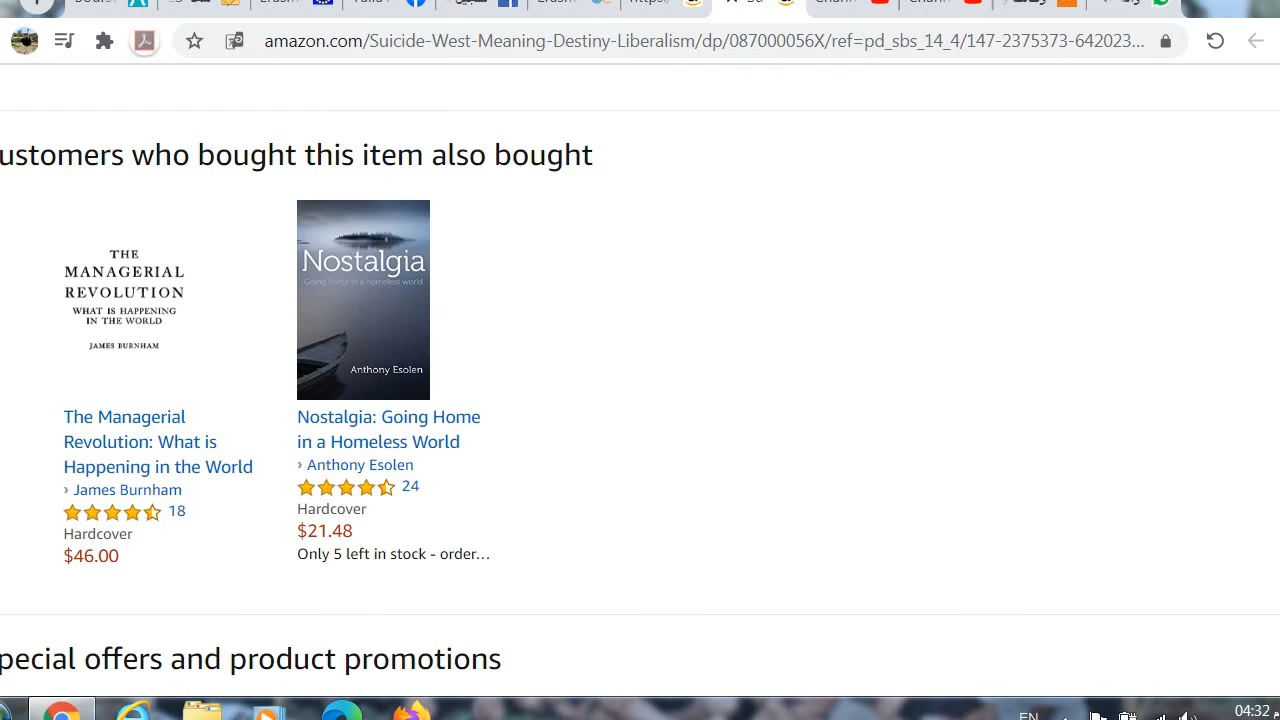 amazon.com/Suicide-West-Meaning-Destiny-Liberalism/dp/087000056X/ref=pd_sbs_14_4/147-2375373-642023...
ustomers who bought this item also bought
THE
MANAGERIAL
REVOLUTION
WHAT IS HAPPENING
IN THE WORLD
JAMES BURNHAM
Nostalgia
Going home in a homeless world
Anthony Esolen
The Managerial
Revolution: What is
Happening in the World
› James Burnham
18
Hardcover
$46.00
Nostalgia: Going Home
in a Homeless World
› Anthony Esolen
24
Hardcover
$21.48
Only 5 left in stock - order...
pecial offers and product promotions
EN
04:32